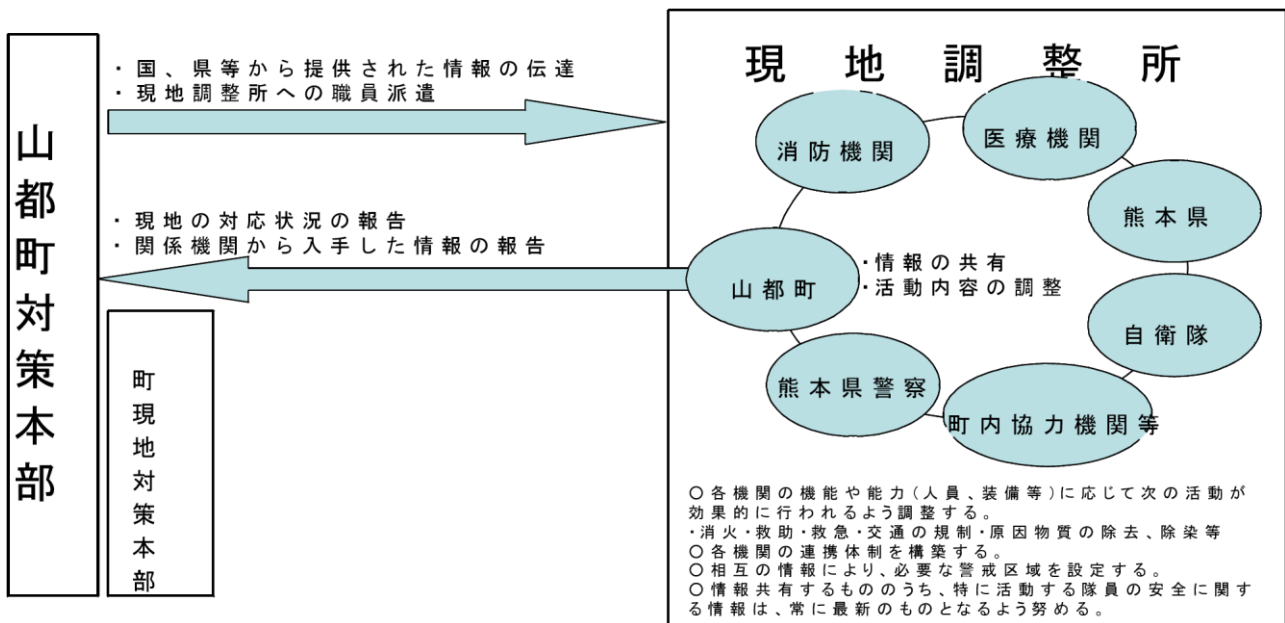 山都町対策本部
・国、県等から提供された情報の伝達
・現地調整所への職員派遣
・現地の対応状況の報告
・関係機関から入手した情報の報告
町現地対策本部
現地調整所
消防機関
医療機関
熊本県
自衛隊
町内協力機関等
熊本県警察
山都町
・情報の共有
・活動内容の調整
○各機関の機能や能力(人員、装備等)に応じて次の活動が
効果的に行われるよう調整する。
・消火・救助・救急・交通の規制・原因物質の除去、除染等
○各機関の連携体制を構築する。
○相互の情報により、必要な警戒区域を設定する。
○情報共有するもののうち、特に活動する隊員の安全に関す
る情報は、常に最新のものとなるよう努める。